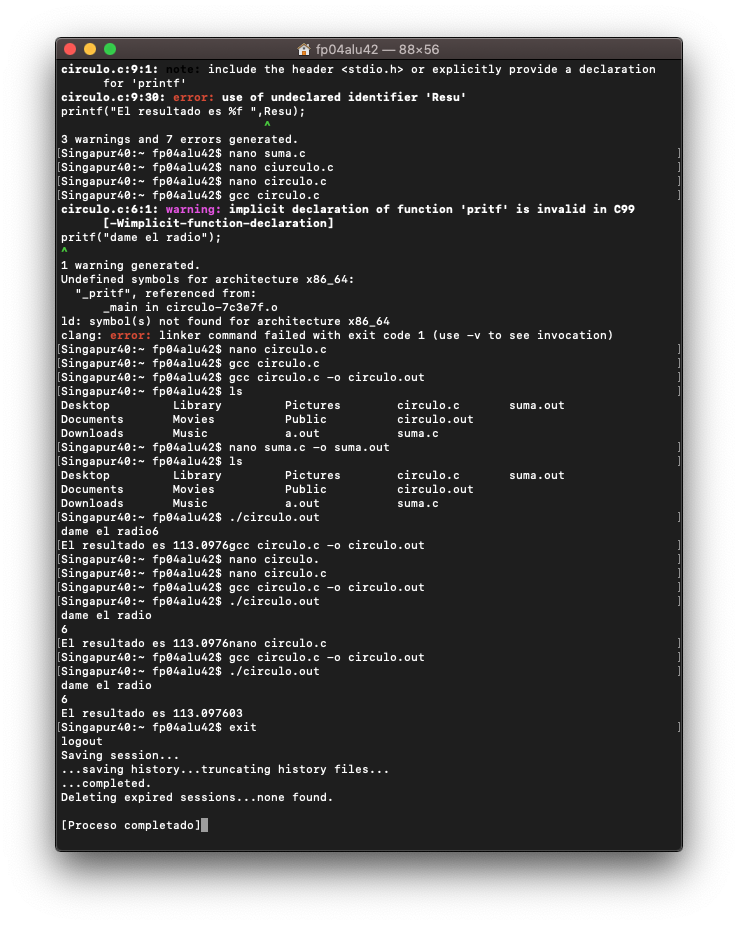 fp04alu42 — 88×56
circulo.c:9:1: note: include the header <stdio.h> or explicitly provide a declaration
      for 'printf'
circulo.c:9:30: error: use of undeclared identifier 'Resu'
printf("El resultado es %f ",Resu);
                             ^
3 warnings and 7 errors generated.
[Singapur40:~ fp04alu42$ nano suma.c ]
[Singapur40:~ fp04alu42$ nano ciurculo.c ]
[Singapur40:~ fp04alu42$ nano circulo.c ]
[Singapur40:~ fp04alu42$ gcc circulo.c ]
circulo.c:6:1: warning: implicit declaration of function 'pritf' is invalid in C99
      [-Wimplicit-function-declaration]
pritf("dame el radio");
^
1 warning generated.
Undefined symbols for architecture x86_64:
  "_pritf", referenced from:
      _main in circulo-7c3e7f.o
ld: symbol(s) not found for architecture x86_64
clang: error: linker command failed with exit code 1 (use -v to see invocation)
[Singapur40:~ fp04alu42$ nano circulo.c ]
[Singapur40:~ fp04alu42$ gcc circulo.c ]
[Singapur40:~ fp04alu42$ gcc circulo.c -o circulo.out ]
[Singapur40:~ fp04alu42$ ls ]
Desktop         Library         Pictures        circulo.c       suma.out
Documents       Movies          Public          circulo.out
Downloads       Music           a.out           suma.c
[Singapur40:~ fp04alu42$ nano suma.c -o suma.out ]
[Singapur40:~ fp04alu42$ ls ]
Desktop         Library         Pictures        circulo.c       suma.out
Documents       Movies          Public          circulo.out
Downloads       Music           a.out           suma.c
[Singapur40:~ fp04alu42$ ./circulo.out ]
dame el radio6
[El resultado es 113.0976gcc circulo.c -o circulo.out ]
[Singapur40:~ fp04alu42$ nano circulo. ]
[Singapur40:~ fp04alu42$ nano circulo.c ]
[Singapur40:~ fp04alu42$ gcc circulo.c -o circulo.out ]
[Singapur40:~ fp04alu42$ ./circulo.out ]
dame el radio
6
[El resultado es 113.0976nano circulo.c ]
[Singapur40:~ fp04alu42$ gcc circulo.c -o circulo.out ]
[Singapur40:~ fp04alu42$ ./circulo.out ]
dame el radio
6
El resultado es 113.097603
[Singapur40:~ fp04alu42$ exit ]
logout
Saving session...
...saving history...truncating history files...
...completed.
Deleting expired sessions...none found.
[Proceso completado]